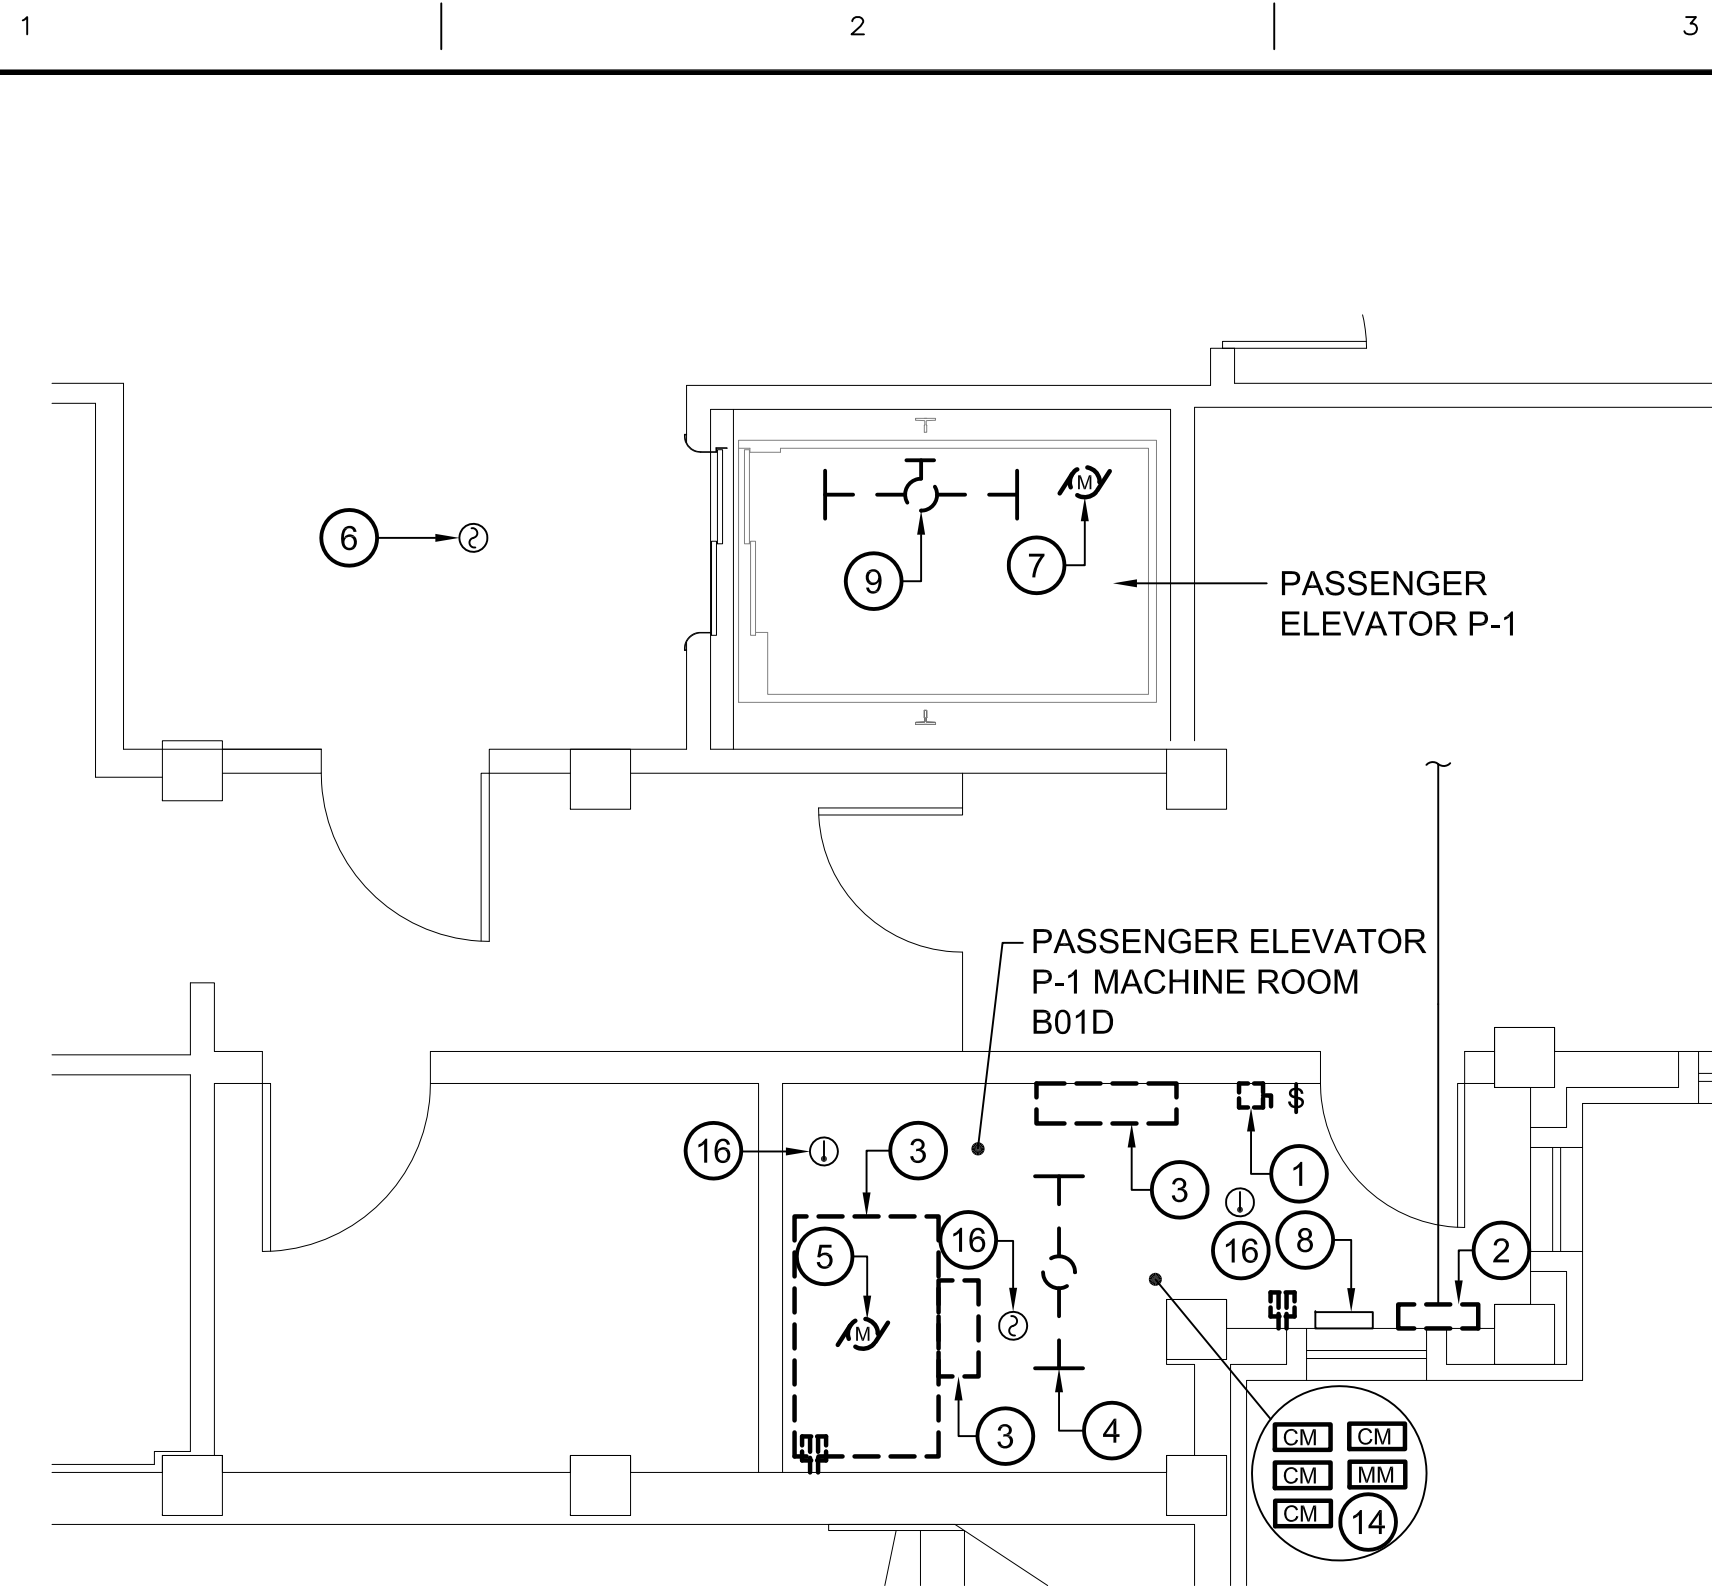 1
2
3
6
9
7
M
PASSENGER
ELEVATOR P-1
PASSENGER ELEVATOR
P-1 MACHINE ROOM
B01D
$
16
3
3
1
5
16
16
8
2
M
3
4
CM CM
CM MM
CM 14